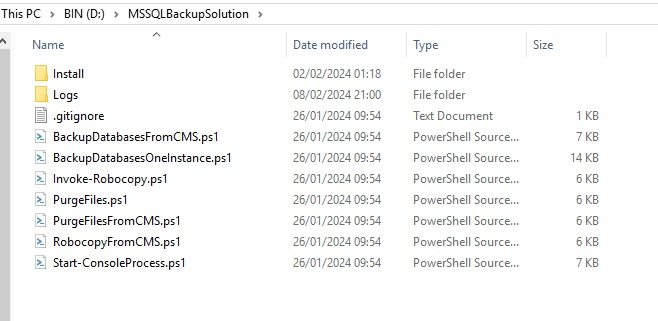 This PC > BIN (D:) > MSSQLBackupSolution >
Name Date modified Type Size
Install 02/02/2024 01:18 File folder
Logs 08/02/2024 21:00 File folder
.gitignore 26/01/2024 09:54 Text Document 1 KB
BackupDatabasesFromCMS.ps1 26/01/2024 09:54 PowerShell Source... 7 KB
BackupDatabasesOneInstance.ps1 26/01/2024 09:54 PowerShell Source... 14 KB
Invoke-Robocopy.ps1 26/01/2024 09:54 PowerShell Source... 6 KB
PurgeFiles.ps1 26/01/2024 09:54 PowerShell Source... 6 KB
PurgeFilesFromCMS.ps1 26/01/2024 09:54 PowerShell Source... 6 KB
RobocopyFromCMS.ps1 26/01/2024 09:54 PowerShell Source... 6 KB
Start-ConsoleProcess.ps1 26/01/2024 09:54 PowerShell Source... 7 KB